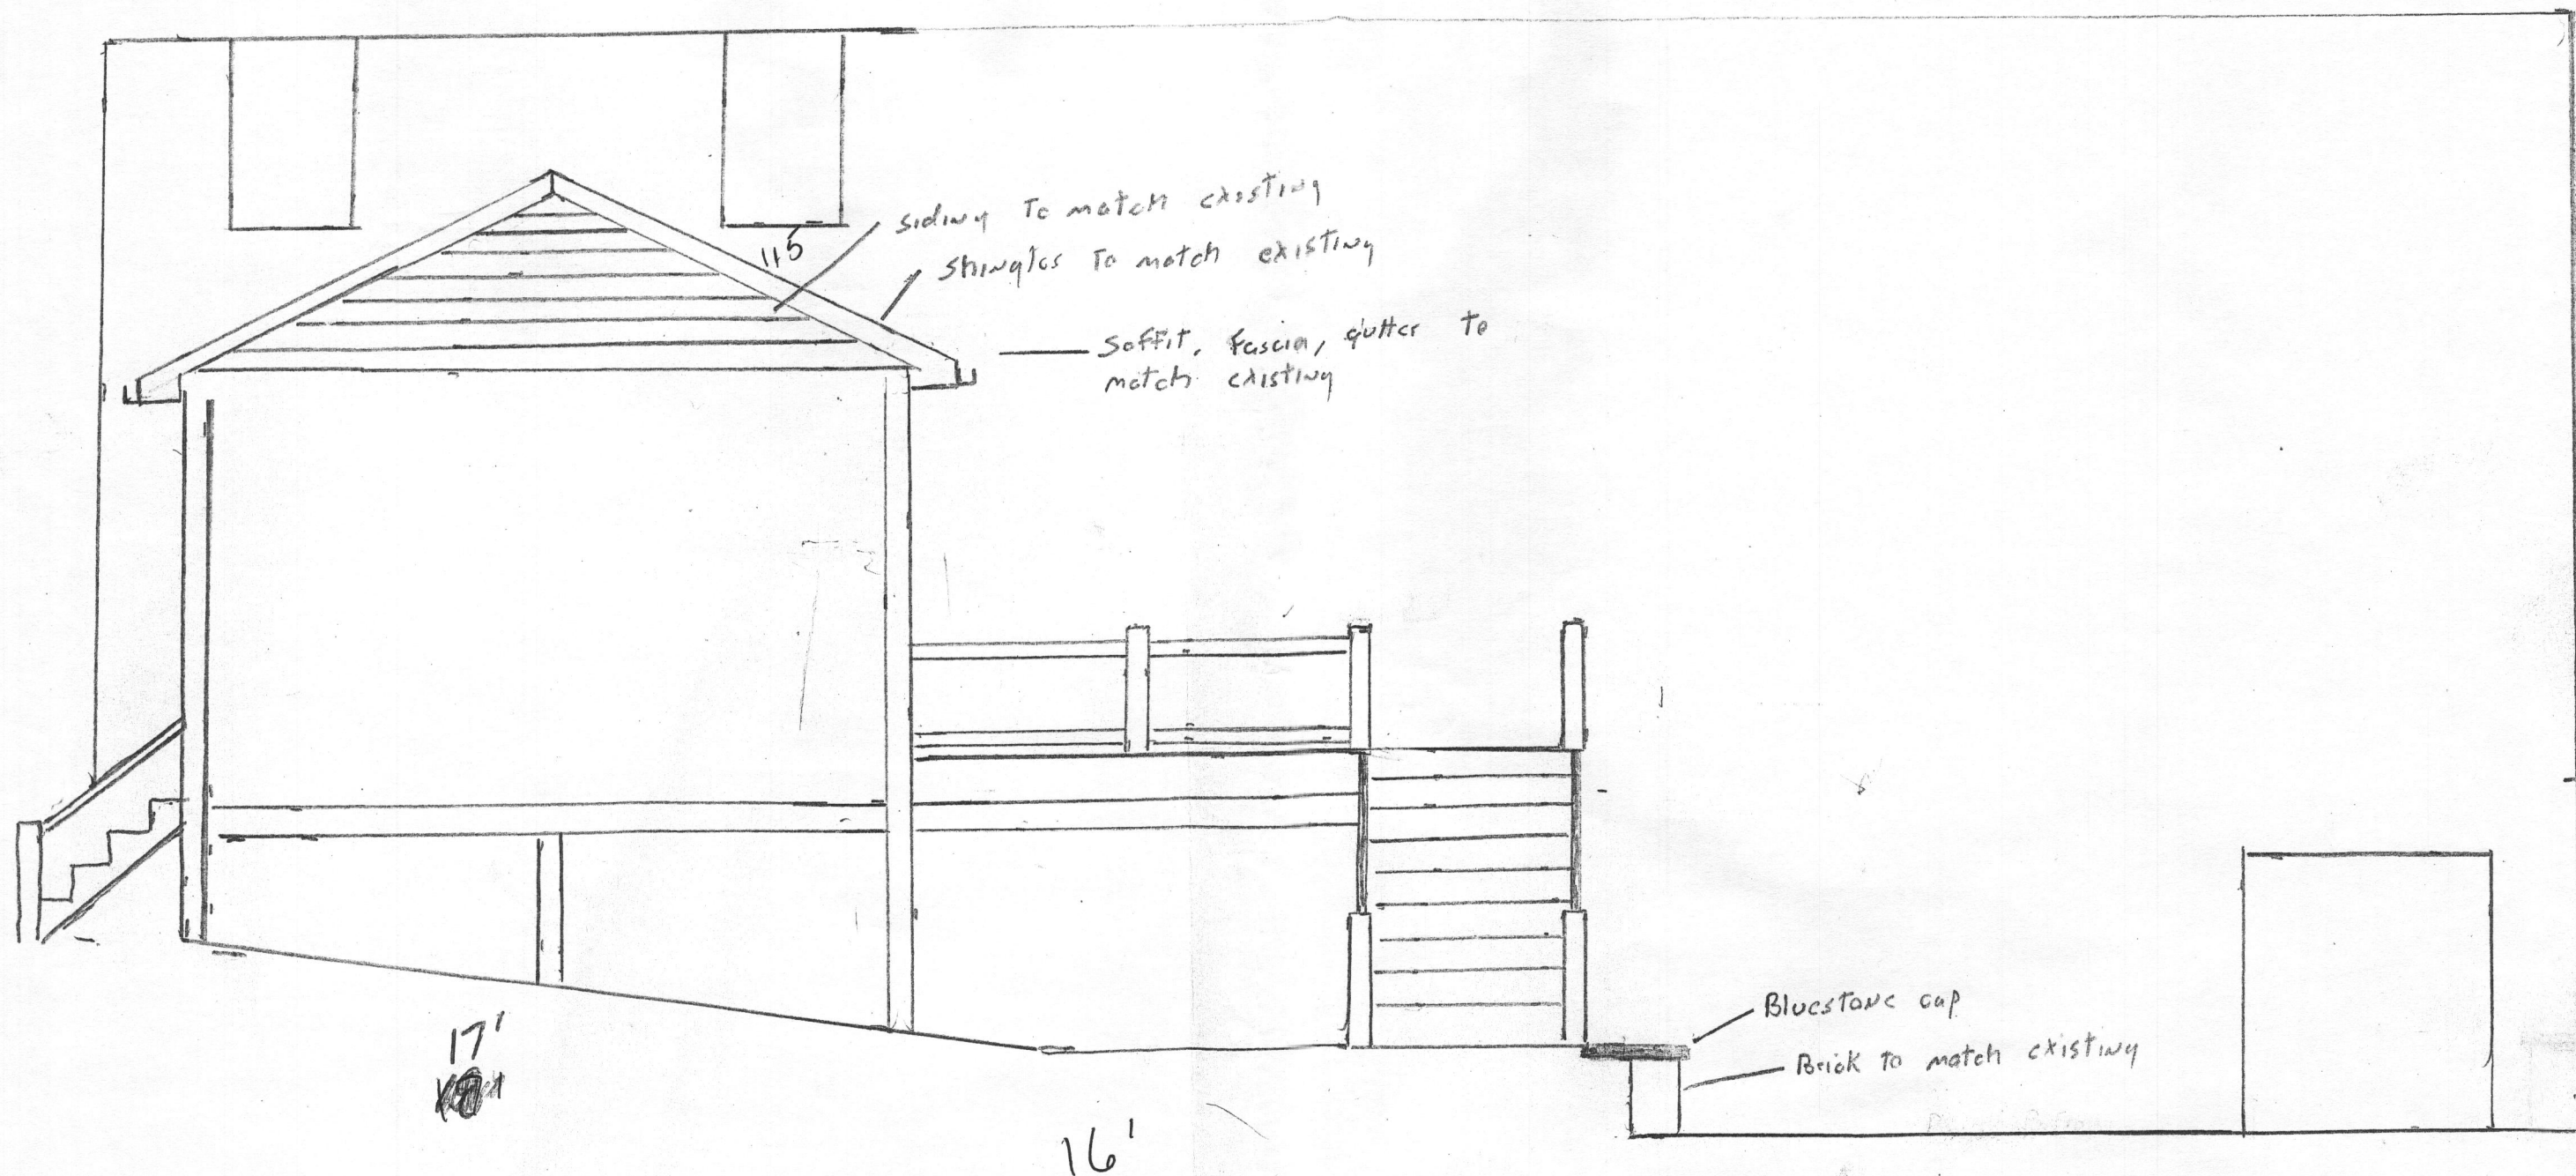 siding To match existing
115
Shingles To match existing
Soffit, Fascia, gutter to
match existing
Bluestone cap
Brick to match existing
17'
16'